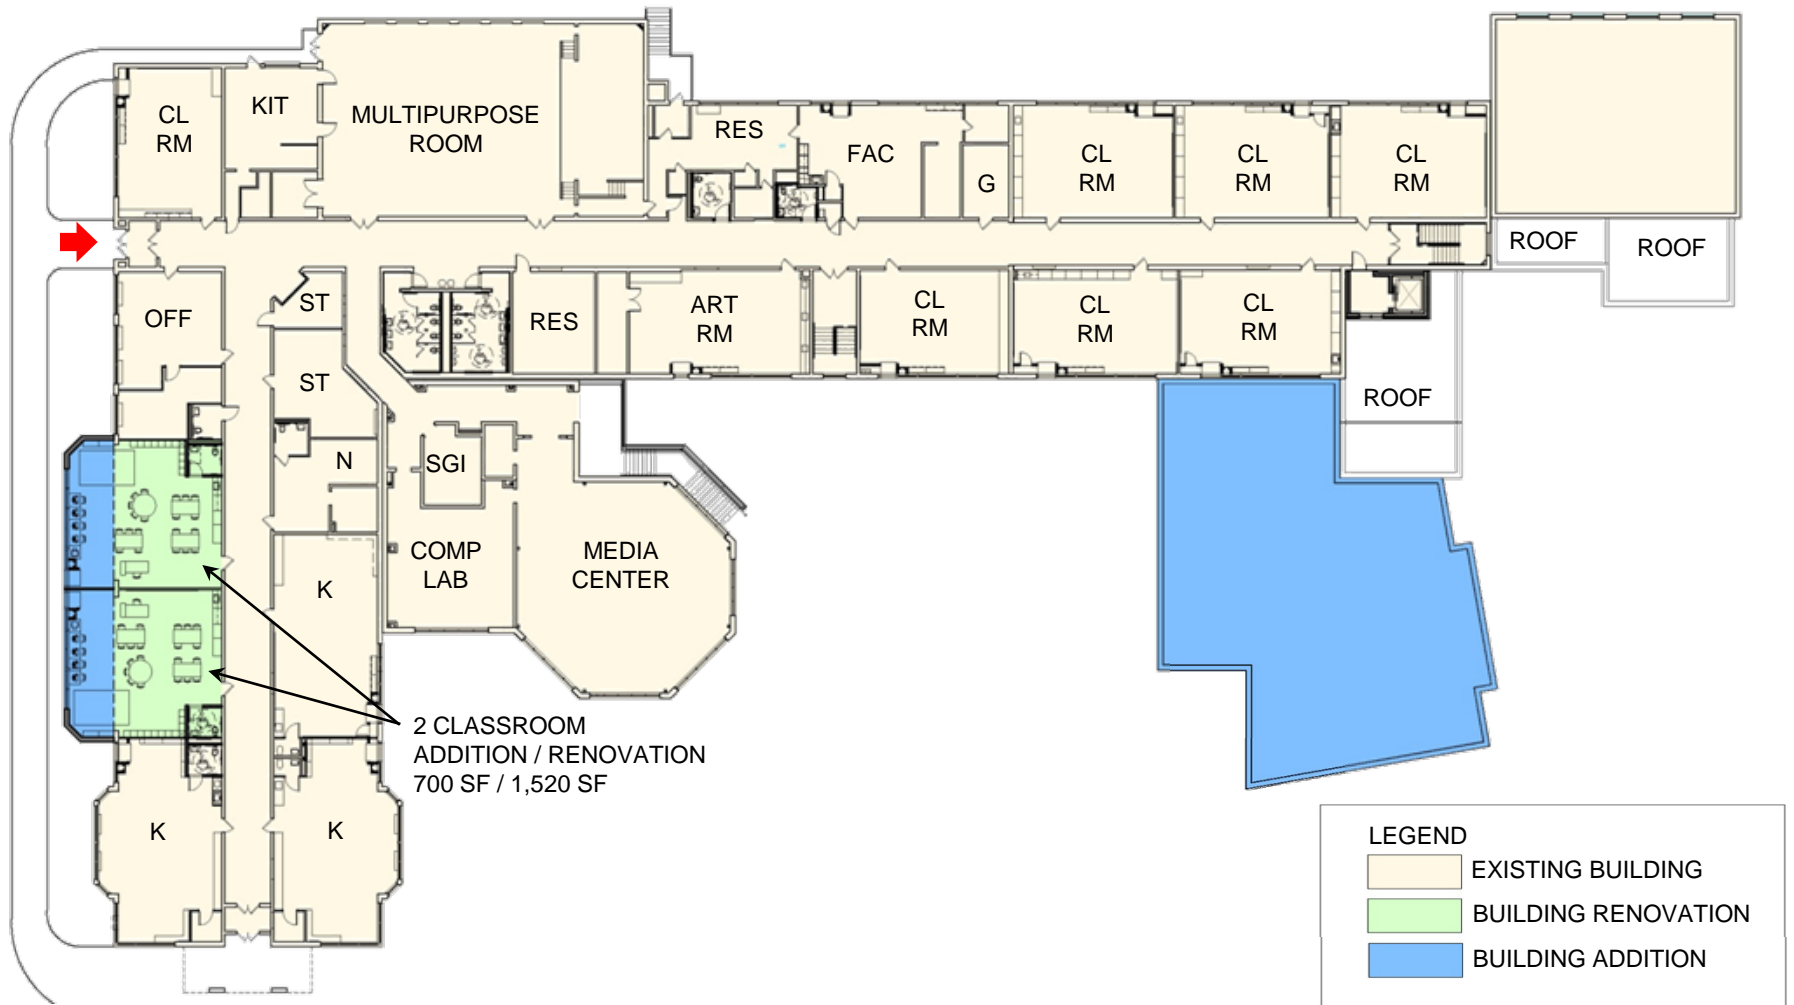 CL
RM
KIT
MULTIPURPOSE
ROOM
RES
FAC
G
CL
RM
CL
RM
CL
RM
ROOF
ROOF
OFF
ST
ST
RES
ART
RM
CL
RM
CL
RM
CL
RM
ROOF
N
SGI
COMP
LAB
MEDIA
CENTER
K
2 CLASSROOM
ADDITION / RENOVATION
700 SF / 1,520 SF
K
K
LEGEND
EXISTING BUILDING
BUILDING RENOVATION
BUILDING ADDITION